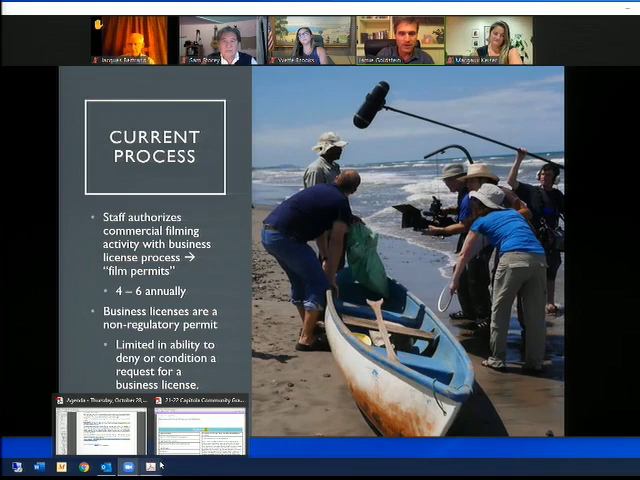 Jacques Bertrand
Sam Storey
Yvette Brooks
Jamie Goldstein
Margaux Keiser
CURRENT
PROCESS
• Staff authorizes
commercial filming
activity with business
license process →
"film permits"
• 4 – 6 annually
• Business licenses are a
non-regulatory permit
• Limited in ability to
deny or condition a
request for a
business license.
Agenda - Thursday, October 28,...
21-22 Capitola Community Gra...